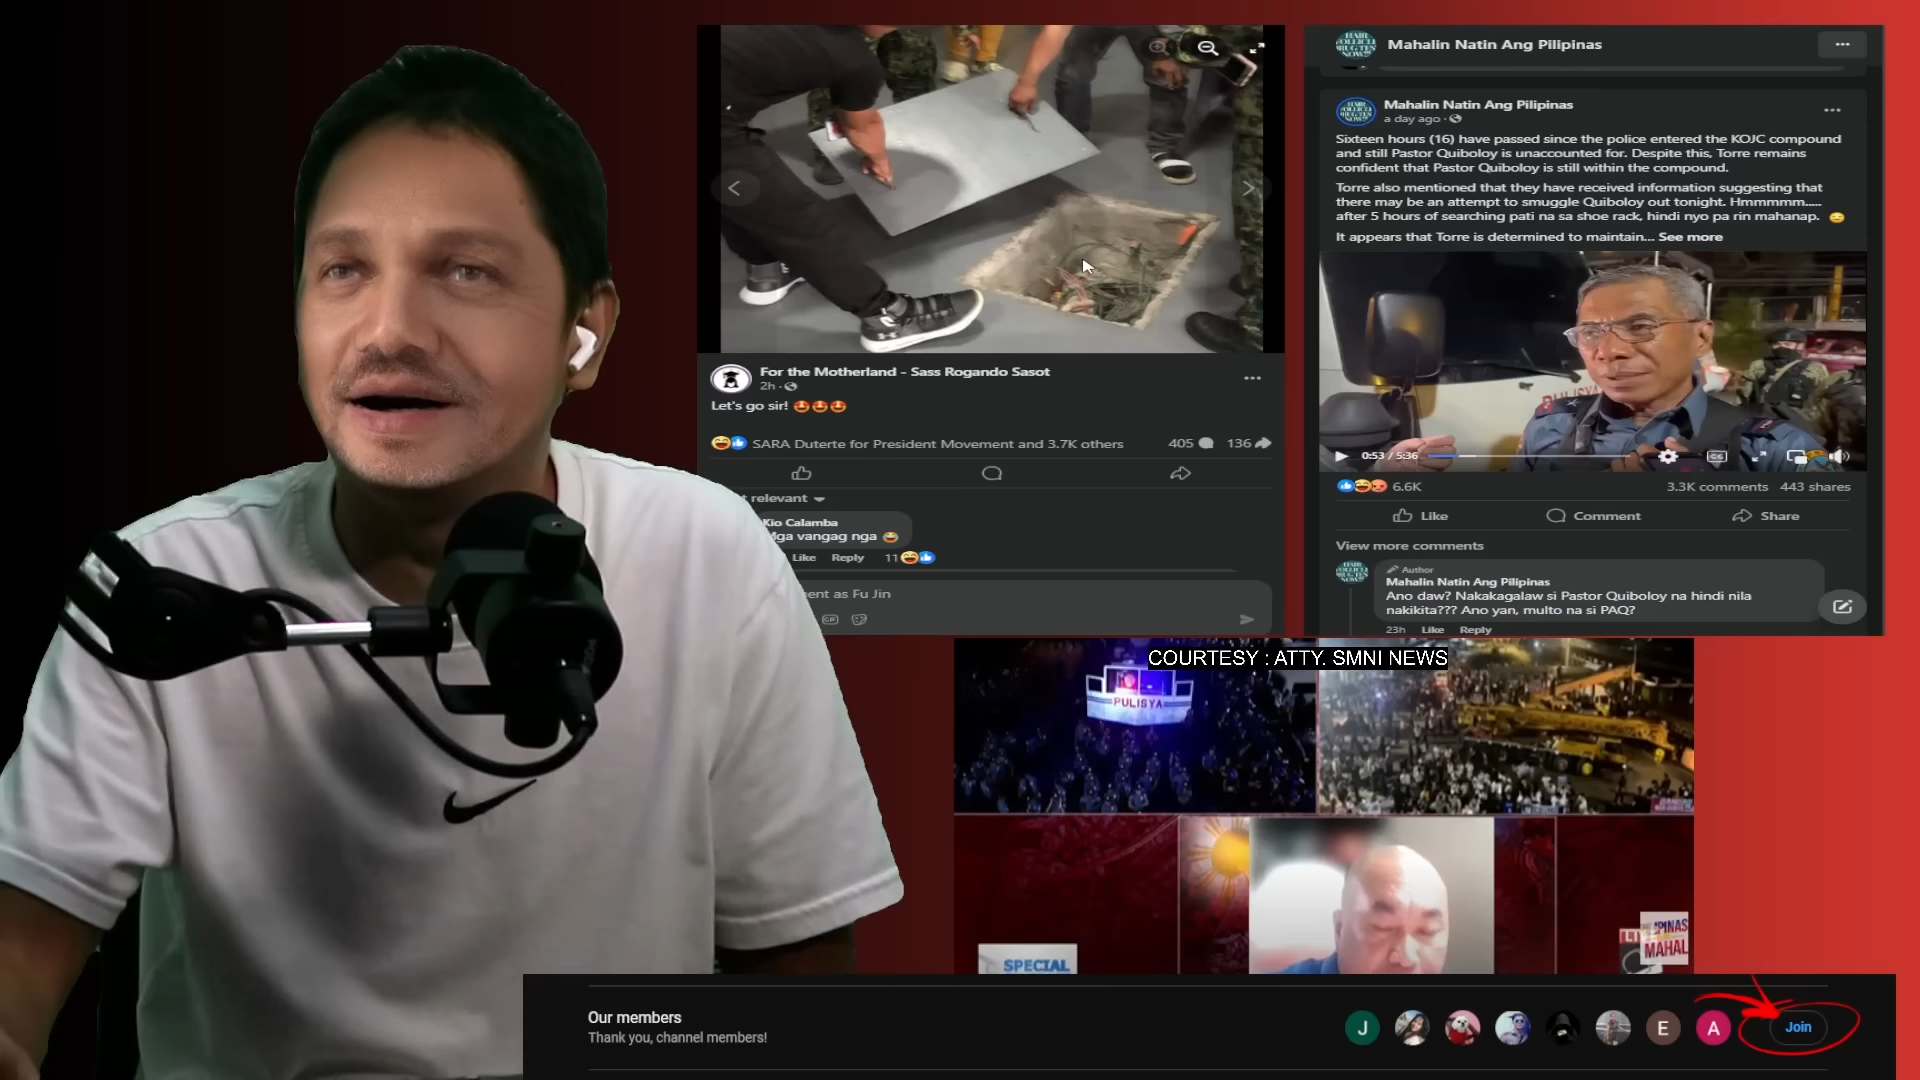 For the Motherland - Sass Rogando Sasot
2h
Let's go sir!
SARA Duterte for President Movement and 3.7K others
405
136
relevant
Kio Calamba
Mga vangag nga
Like Reply 11
as Fu Jin
GIF
Mahalin Natin Ang Pilipinas
HAIR
FOLLICLE
DRUG TEST
NOW!!!
Mahalin Natin Ang Pilipinas
a day ago
Sixteen hours (16) have passed since the police entered the KOJC compound
and still Pastor Quiboloy is unaccounted for. Despite this, Torre remains
confident that Pastor Quiboloy is still within the compound.
Torre also mentioned that they have received information suggesting that
there may be an attempt to smuggle Quiboloy out tonight. Hmmmmm.....
after 5 hours of searching pati na sa shoe rack, hindi nyo pa rin mahanap.
It appears that Torre is determined to maintain... See more
PULISYA
0:53 / 5:36
6.6K
3.3K comments 443 shares
Like Comment Share
View more comments
Author
Mahalin Natin Ang Pilipinas
Ano daw? Nakakagalaw si Pastor Quiboloy na hindi nila
nakikita??? Ano yan, multo na si PAQ?
23h Like Reply
COURTESY : ATTY. SMNI NEWS
PULISYA
SPECIAL
PILIPINAS
MAHAL
Our members
Thank you, channel members!
J
E
A
Join